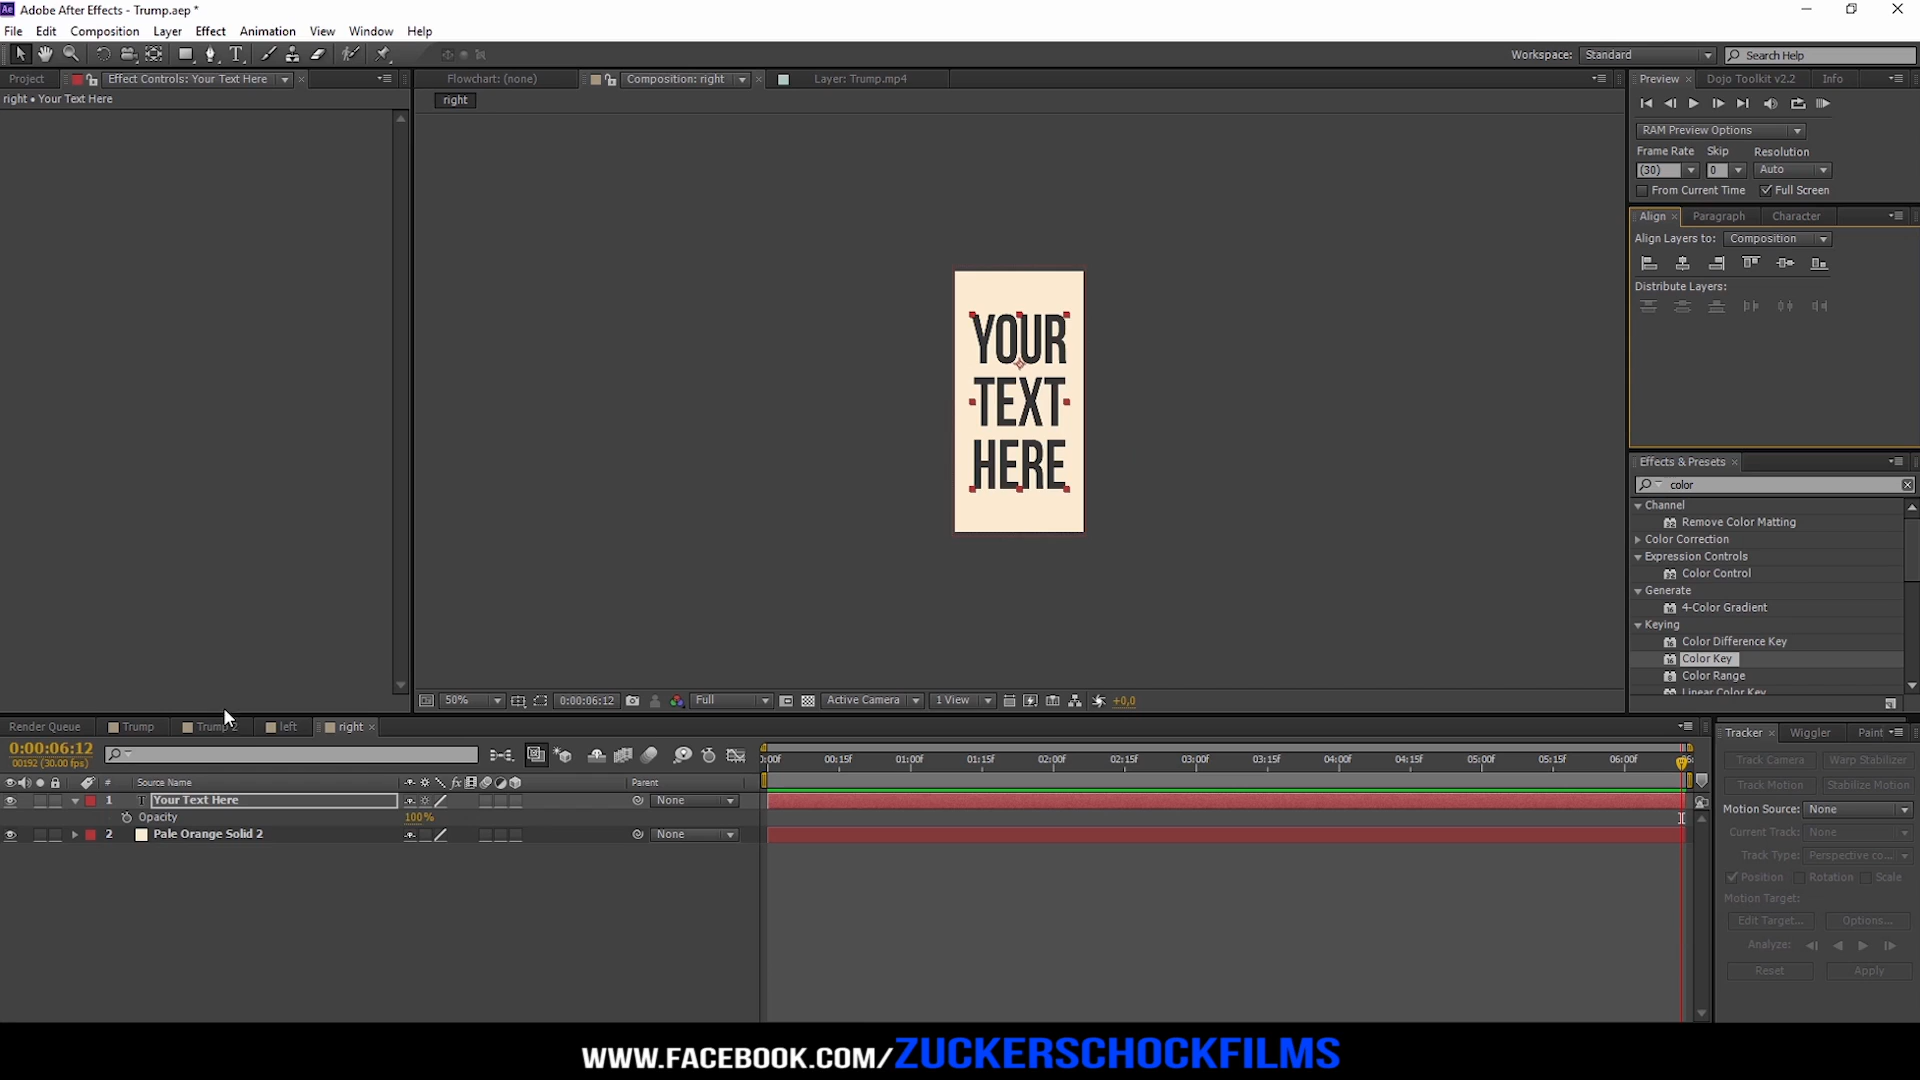 Adobe After Effects - Trump.aep *
File Edit Composition Layer Effect Animation View Window Help
Workspace: Standard Search Help
Project Effect Controls: Your Text Here Flowchart: (none) Composition: right Layer: Trump.mp4 Preview Dojo Toolkit v2.2 Info
right • Your Text Here
right
RAM Preview Options
Frame Rate Skip Resolution
(30) 0 Auto
From Current Time Full Screen
Align Paragraph Character
Align Layers to: Composition
Distribute Layers:
YOUR
TEXT
HERE
Effects & Presets
color
Channel
Remove Color Matting
Color Correction
Expression Controls
Color Control
Generate
4-Color Gradient
Keying
Color Difference Key
Color Key
Color Range
Linear Color Key
50% 0:00:06:12 Full Active Camera 1 View +0,0
Render Queue Trump Trump 2 left right
Tracker Wiggler Paint
0:00:06:12
00192 (30.00 fps)
00:15f 01:00f 01:15f 02:00f 02:15f 03:00f 03:15f 04:00f 04:15f 05:00f 05:15f 06:00f
# Source Name Parent
1 T Your Text Here None
Opacity 100%
2 Pale Orange Solid 2 None
Track Camera Warp Stabilizer
Track Motion Stabilize Motion
Motion Source: None
Current Track: None
Track Type: Perspective co...
Position Rotation Scale
Motion Target:
Edit Target... Options...
Analyze:
Reset Apply
WWW.FACEBOOK.COM/ZUCKERSCHOCKFILMS